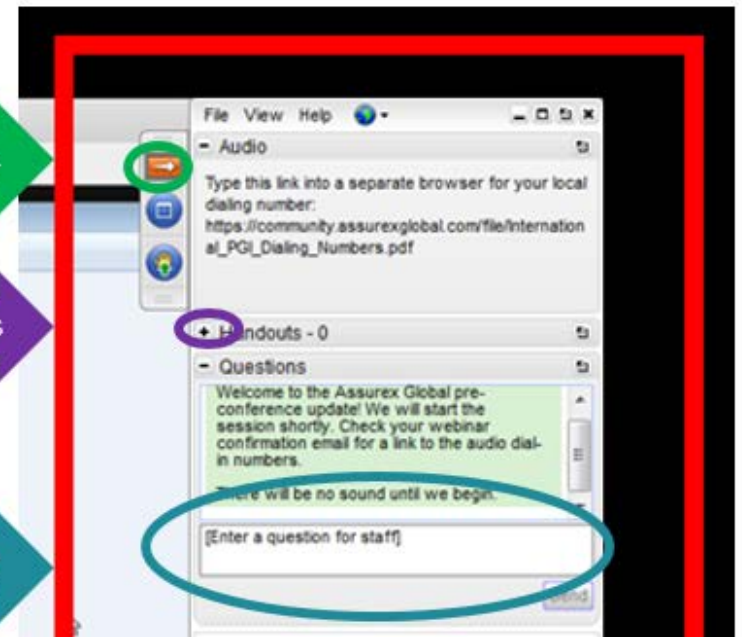 File View Help
- Audio
Type this link into a separate browser for your local
dialing number:
https://community.assurexglobal.com/file/Internation
al_PGI_Dialing_Numbers.pdf
+ Handouts - 0
- Questions
Welcome to the Assurex Global pre-
conference update! We will start the
session shortly. Check your webinar
confirmation email for a link to the audio dial-
in numbers.
There will be no sound until we begin.
[Enter a question for staff]
Send